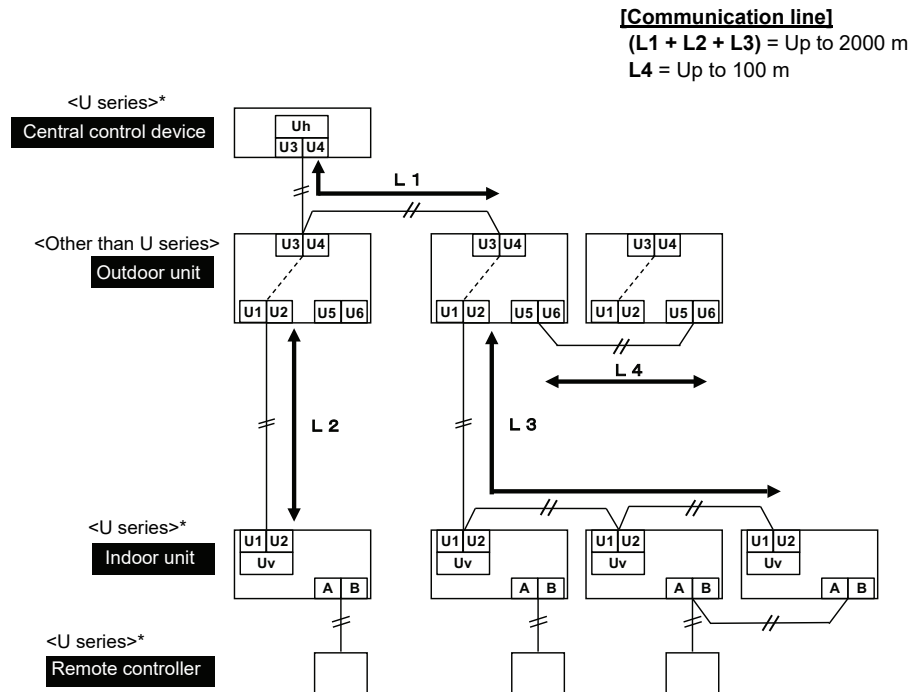 [Communication line]
(L1 + L2 + L3) = Up to 2000 m
L4 = Up to 100 m
<U series>*
Central control device
Uh
U3 U4
L 1
<Other than U series>
Outdoor unit
U3 U4
U3 U4
U3 U4
U1 U2
U5 U6
U1 U2
U5 U6
U1 U2
U5 U6
L 4
L 2
L 3
<U series>*
Indoor unit
U1 U2
Uv
A B
U1 U2
Uv
A B
U1 U2
Uv
A B
U1 U2
Uv
A B
<U series>*
Remote controller